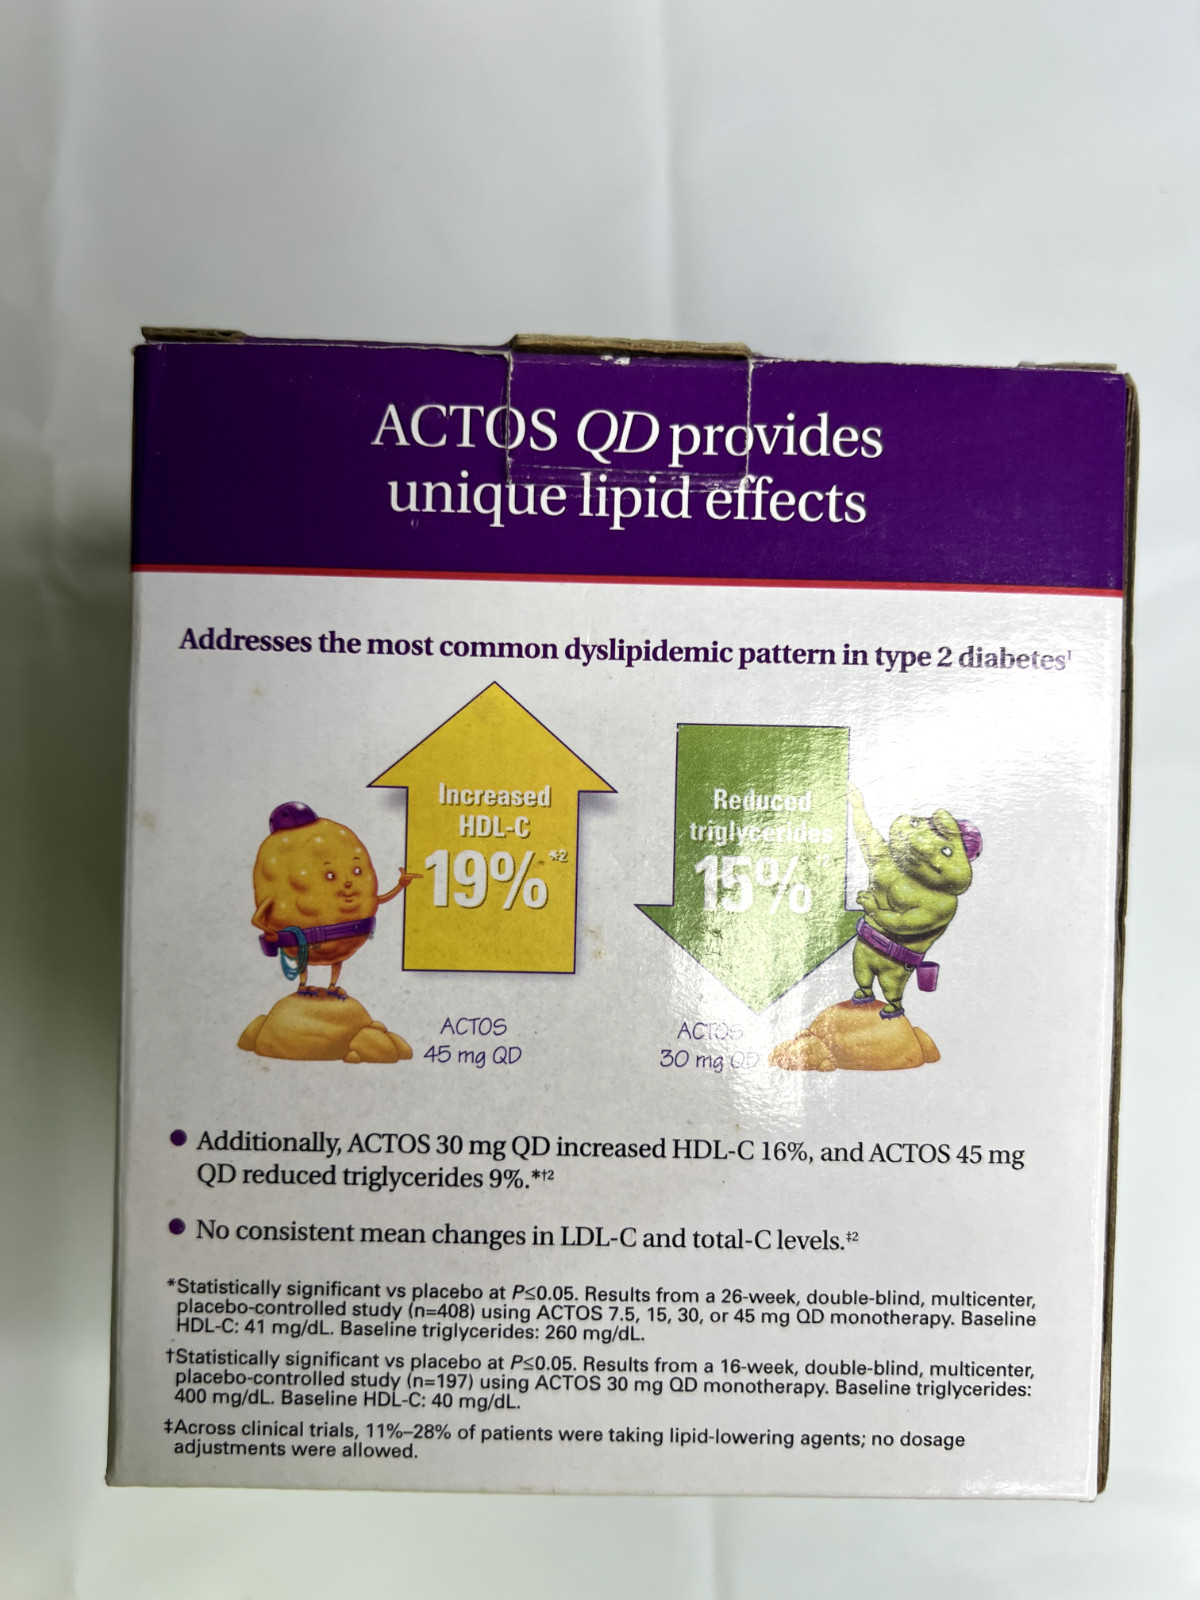 ACTOS QD provides
unique lipid effects
Addresses the most common dyslipidemic pattern in type 2 diabetes¹
Increased
HDL-C
19%*²
Reduced
triglycerides
15%
ACTOS
45 mg QD
ACTOS
30 mg QD
● Additionally, ACTOS 30 mg QD increased HDL-C 16%, and ACTOS 45 mg
QD reduced triglycerides 9%.*†²
● No consistent mean changes in LDL-C and total-C levels.‡²
*Statistically significant vs placebo at P≤0.05. Results from a 26-week, double-blind, multicenter,
placebo-controlled study (n=408) using ACTOS 7.5, 15, 30, or 45 mg QD monotherapy. Baseline
HDL-C: 41 mg/dL. Baseline triglycerides: 260 mg/dL.
†Statistically significant vs placebo at P≤0.05. Results from a 16-week, double-blind, multicenter,
placebo-controlled study (n=197) using ACTOS 30 mg QD monotherapy. Baseline triglycerides:
400 mg/dL. Baseline HDL-C: 40 mg/dL.
‡Across clinical trials, 11%–28% of patients were taking lipid-lowering agents; no dosage
adjustments were allowed.